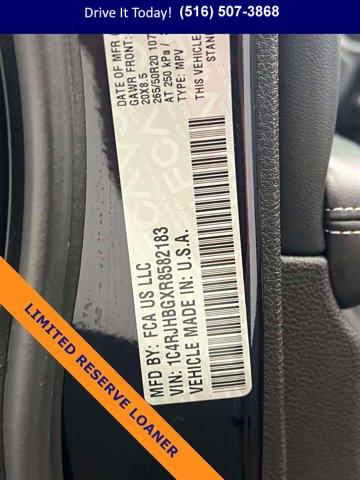 Drive It Today! (516) 507-3868
DATE OF MFR
GAWR FRONT:
20X8.5
265/50R20 107
AT 250 KPA /
TYPE: MPV
THIS VEHICLE
STAN
MFD BY: FCA US LLC
VIN: 1C4RJHBGXR8582183
VEHICLE MADE IN: U.S.A.
LIMITED RESERVE LOANER